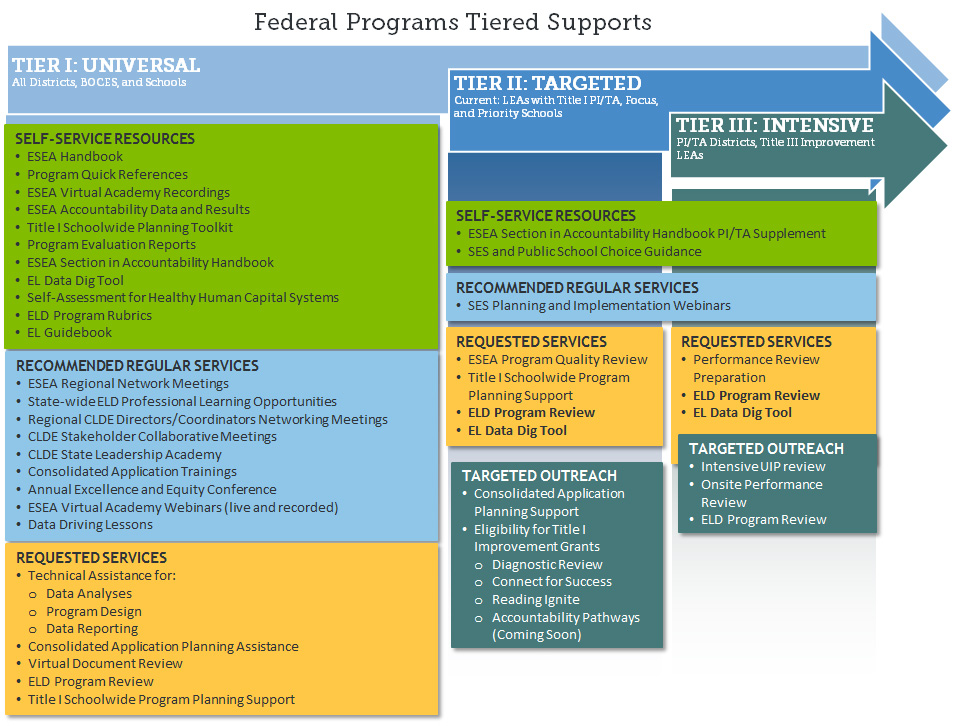 Federal Programs Tiered Supports
TIER I: UNIVERSAL
All Districts, BOCES, and Schools
SELF-SERVICE RESOURCES
• ESEA Handbook
• Program Quick References
• ESEA Virtual Academy Recordings
• ESEA Accountability Data and Results
• Title I Schoolwide Planning Toolkit
• Program Evaluation Reports
• ESEA Section in Accountability Handbook
• EL Data Dig Tool
• Self-Assessment for Healthy Human Capital Systems
• ELD Program Rubrics
• EL Guidebook
RECOMMENDED REGULAR SERVICES
• ESEA Regional Network Meetings
• State-wide ELD Professional Learning Opportunities
• Regional CLDE Directors/Coordinators Networking Meetings
• CLDE Stakeholder Collaborative Meetings
• CLDE State Leadership Academy
• Consolidated Application Trainings
• Annual Excellence and Equity Conference
• ESEA Virtual Academy Webinars (live and recorded)
• Data Driving Lessons
REQUESTED SERVICES
• Technical Assistance for:
o Data Analyses
o Program Design
o Data Reporting
• Consolidated Application Planning Assistance
• Virtual Document Review
• ELD Program Review
• Title I Schoolwide Program Planning Support
TIER II: TARGETED
Current: LEAs with Title I PI/TA, Focus,
and Priority Schools
TIER III: INTENSIVE
PI/TA Districts, Title III Improvement
LEAs
SELF-SERVICE RESOURCES
• ESEA Section in Accountability Handbook PI/TA Supplement
• SES and Public School Choice Guidance
RECOMMENDED REGULAR SERVICES
• SES Planning and Implementation Webinars
REQUESTED SERVICES
• ESEA Program Quality Review
• Title I Schoolwide Program
Planning Support
• ELD Program Review
• EL Data Dig Tool
TARGETED OUTREACH
• Consolidated Application
Planning Support
• Eligibility for Title I
Improvement Grants
o Diagnostic Review
o Connect for Success
o Reading Ignite
o Accountability Pathways
(Coming Soon)
REQUESTED SERVICES
• Performance Review
Preparation
• ELD Program Review
• EL Data Dig Tool
TARGETED OUTREACH
• Intensive UIP review
• Onsite Performance
Review
• ELD Program Review